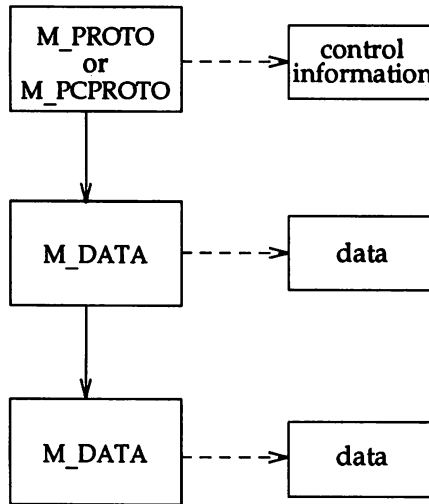 M_PROTO
or
M_PCPROTO
control
information
M_DATA
data
M_DATA
data